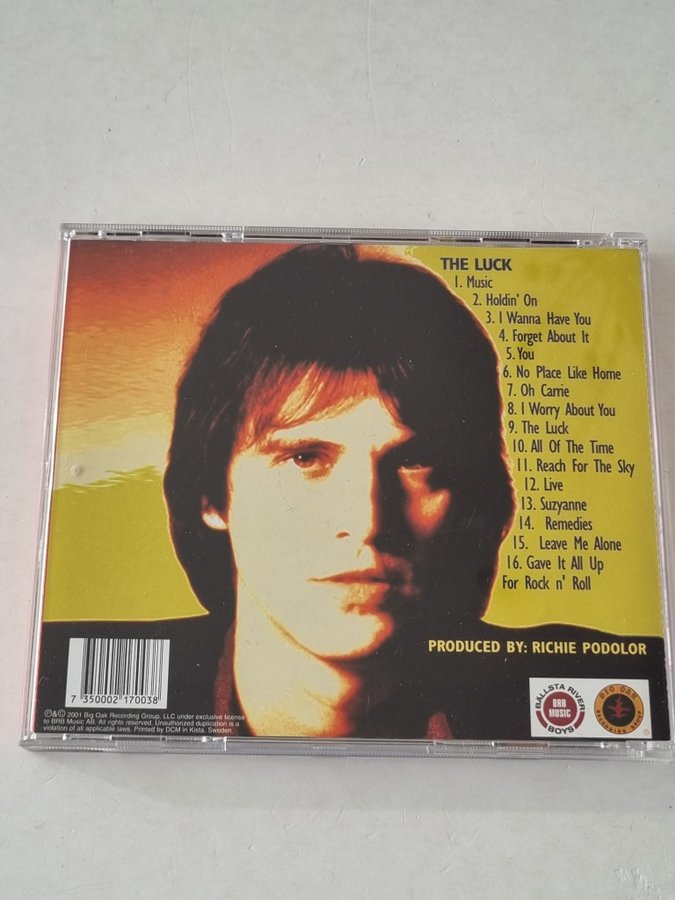 THE LUCK
1. Music
2. Holdin' On
3. I Wanna Have You
4. Forget About It
5. You
6. No Place Like Home
7. Oh Carrie
8. I Worry About You
9. The Luck
10. All Of The Time
11. Reach For The Sky
12. Live
13. Suzyanne
14. Remedies
15. Leave Me Alone
16. Gave It All Up
For Rock n' Roll
PRODUCED BY: RICHIE PODOLOR
7 350002 170038
℗&© 2001 Big Oak Recording Group, LLC under exclusive license
to BRB Music AB. All rights reserved. Unauthorized duplication is a
violation of all applicable laws. Printed by DCM in Kista, Sweden.
BÄLLSTA RIVER
BRB
MUSIC
BOYS
BIG OAK
RECORDING GROUP
®